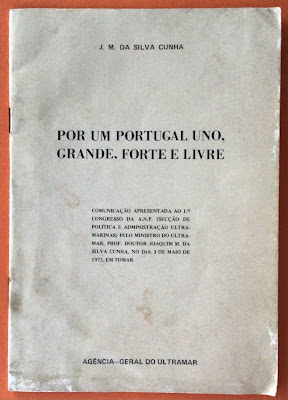 J. M. DA SILVA CUNHA
POR UM PORTUGAL UNO,
GRANDE, FORTE E LIVRE
COMUNICAÇÃO APRESENTADA AO 1.º
CONGRESSO DA A.N.P. (SECÇÃO DE
POLÍTICA E ADMINISTRAÇÃO ULTRA-
MARINAS) PELO MINISTRO DO ULTRA-
MAR, PROF. DOUTOR JOAQUIM M. DA
SILVA CUNHA, NO DIA 3 DE MAIO DE
1973, EM TOMAR
AGÊNCIA-GERAL DO ULTRAMAR